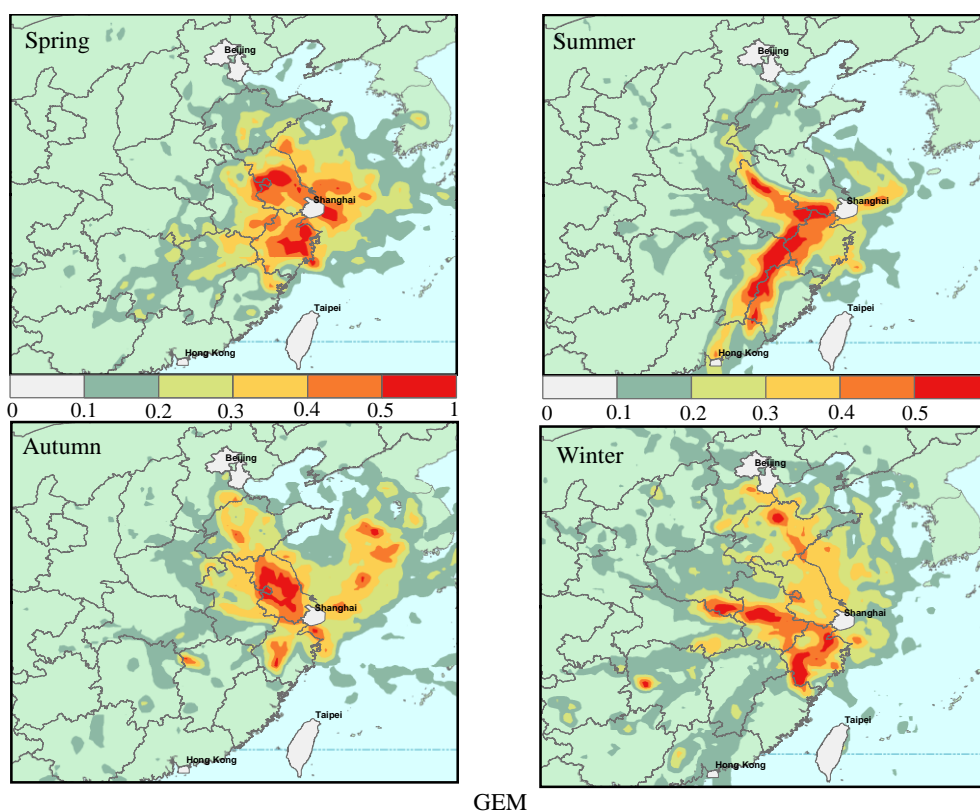 Spring
Beijing
Shanghai
Taipei
Hong Kong
0 0.1 0.2 0.3 0.4 0.5 1
Summer
Beijing
Shanghai
Taipei
Hong Kong
0 0.1 0.2 0.3 0.4 0.5
Autumn
Beijing
Shanghai
Taipei
Hong Kong
Winter
Beijing
Shanghai
Taipei
Hong Kong
GEM